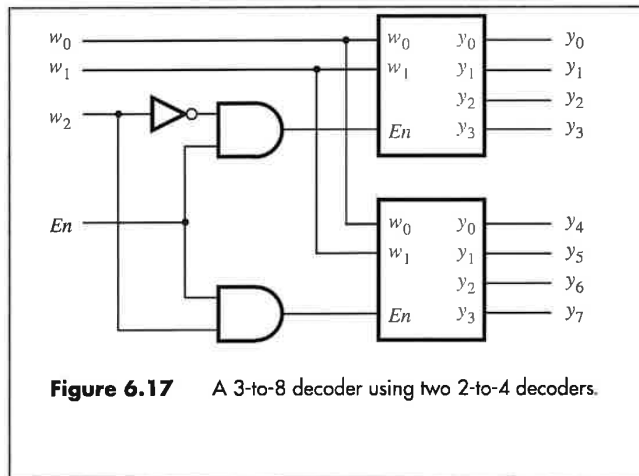 w0 w0 y0 y0
w1 w1 y1 y1
y2 y2
w2
En y3 y3
En
w0 y0 y4
w1 y1 y5
y2 y6
En y3 y7
Figure 6.17 A 3-to-8 decoder using two 2-to-4 decoders.